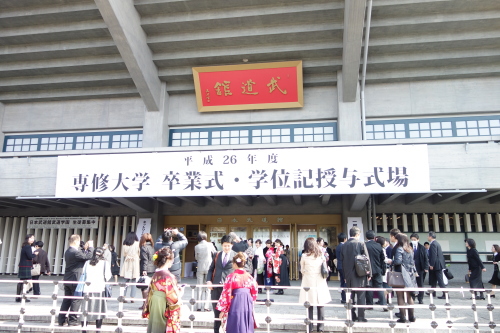 武道館
平成26年度
専修大学 卒業式・学位記授与式場